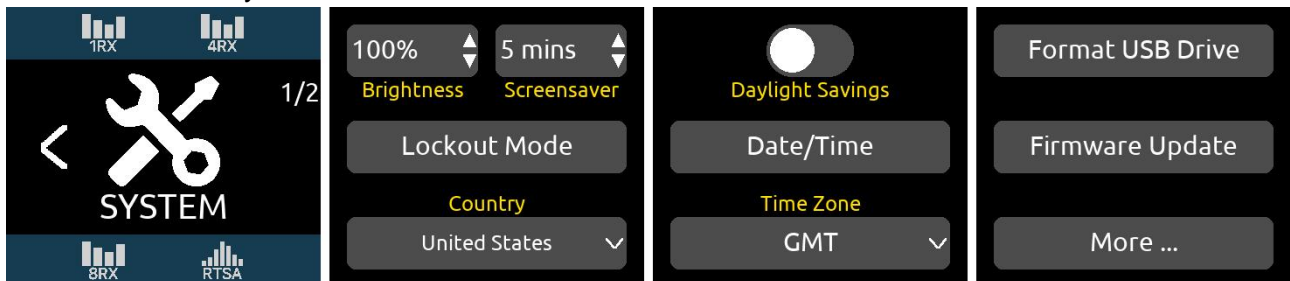 1RX 4RX
1/2
SYSTEM
8RX RTSA
100% 5 mins
Brightness Screensaver
Lockout Mode
Country
United States
Daylight Savings
Date/Time
Time Zone
GMT
Format USB Drive
Firmware Update
More ...